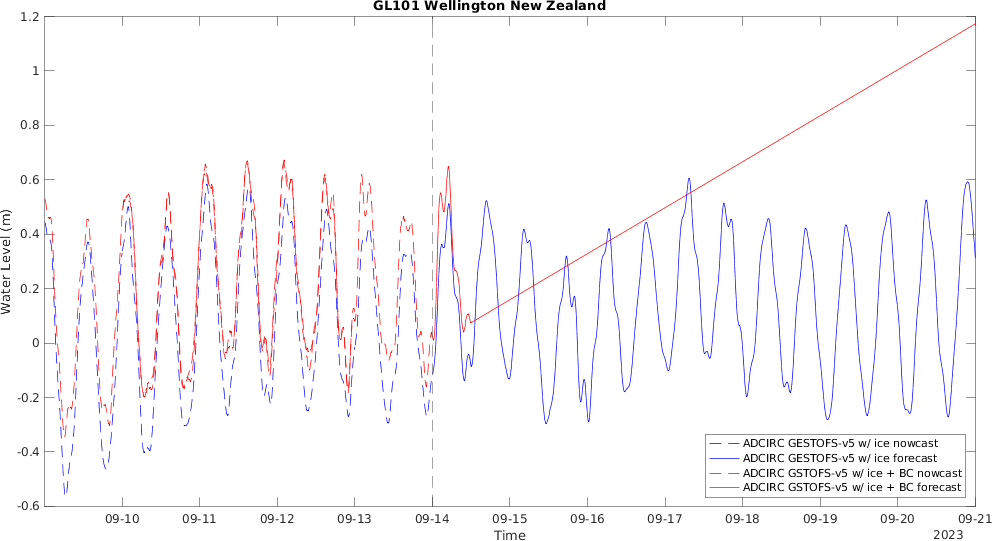 GL101 Wellington New Zealand
1.2
1
0.8
0.6
0.4
0.2
0
-0.2
-0.4
-0.6
Water Level (m)
ADCIRC GESTOFS-v5 w/ ice nowcast
ADCIRC GESTOFS-v5 w/ ice forecast
ADCIRC GSTOFS-v5 w/ ice + BC nowcast
ADCIRC GSTOFS-v5 w/ ice + BC forecast
09-10 09-11 09-12 09-13 09-14 09-15 09-16 09-17 09-18 09-19 09-20 09-21
Time
2023